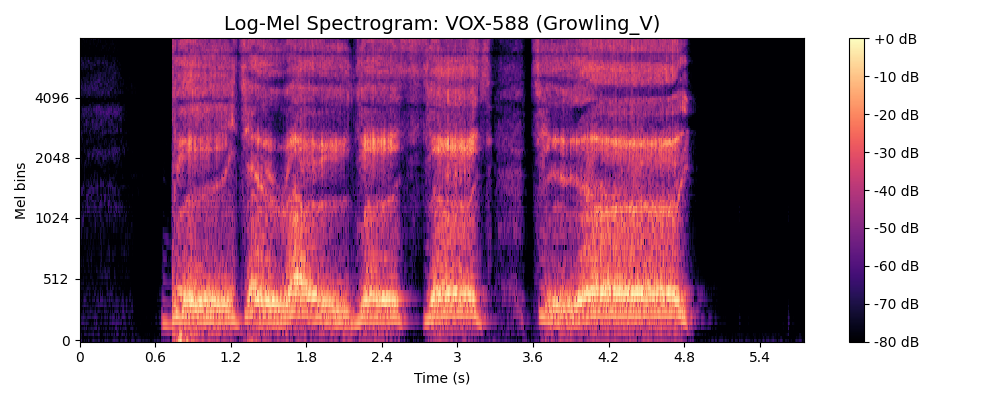 Log-Mel Spectrogram: VOX-588 (Growling_V)
Mel bins
4096
2048
1024
512
0
0
0.6
1.2
1.8
2.4
3
3.6
4.2
4.8
5.4
Time (s)
+0 dB
-10 dB
-20 dB
-30 dB
-40 dB
-50 dB
-60 dB
-70 dB
-80 dB